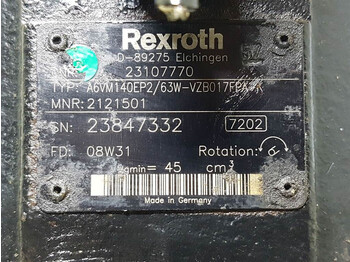 Rexroth
D-89275 Elchingen
23107770
TYP: A6VM140EP2/63W-VZB017FPA-K
MNR: 2121501
SN: 23847332 7202
FD: 08W31 Rotation:
gmin= 45 cm³
Made in Germany